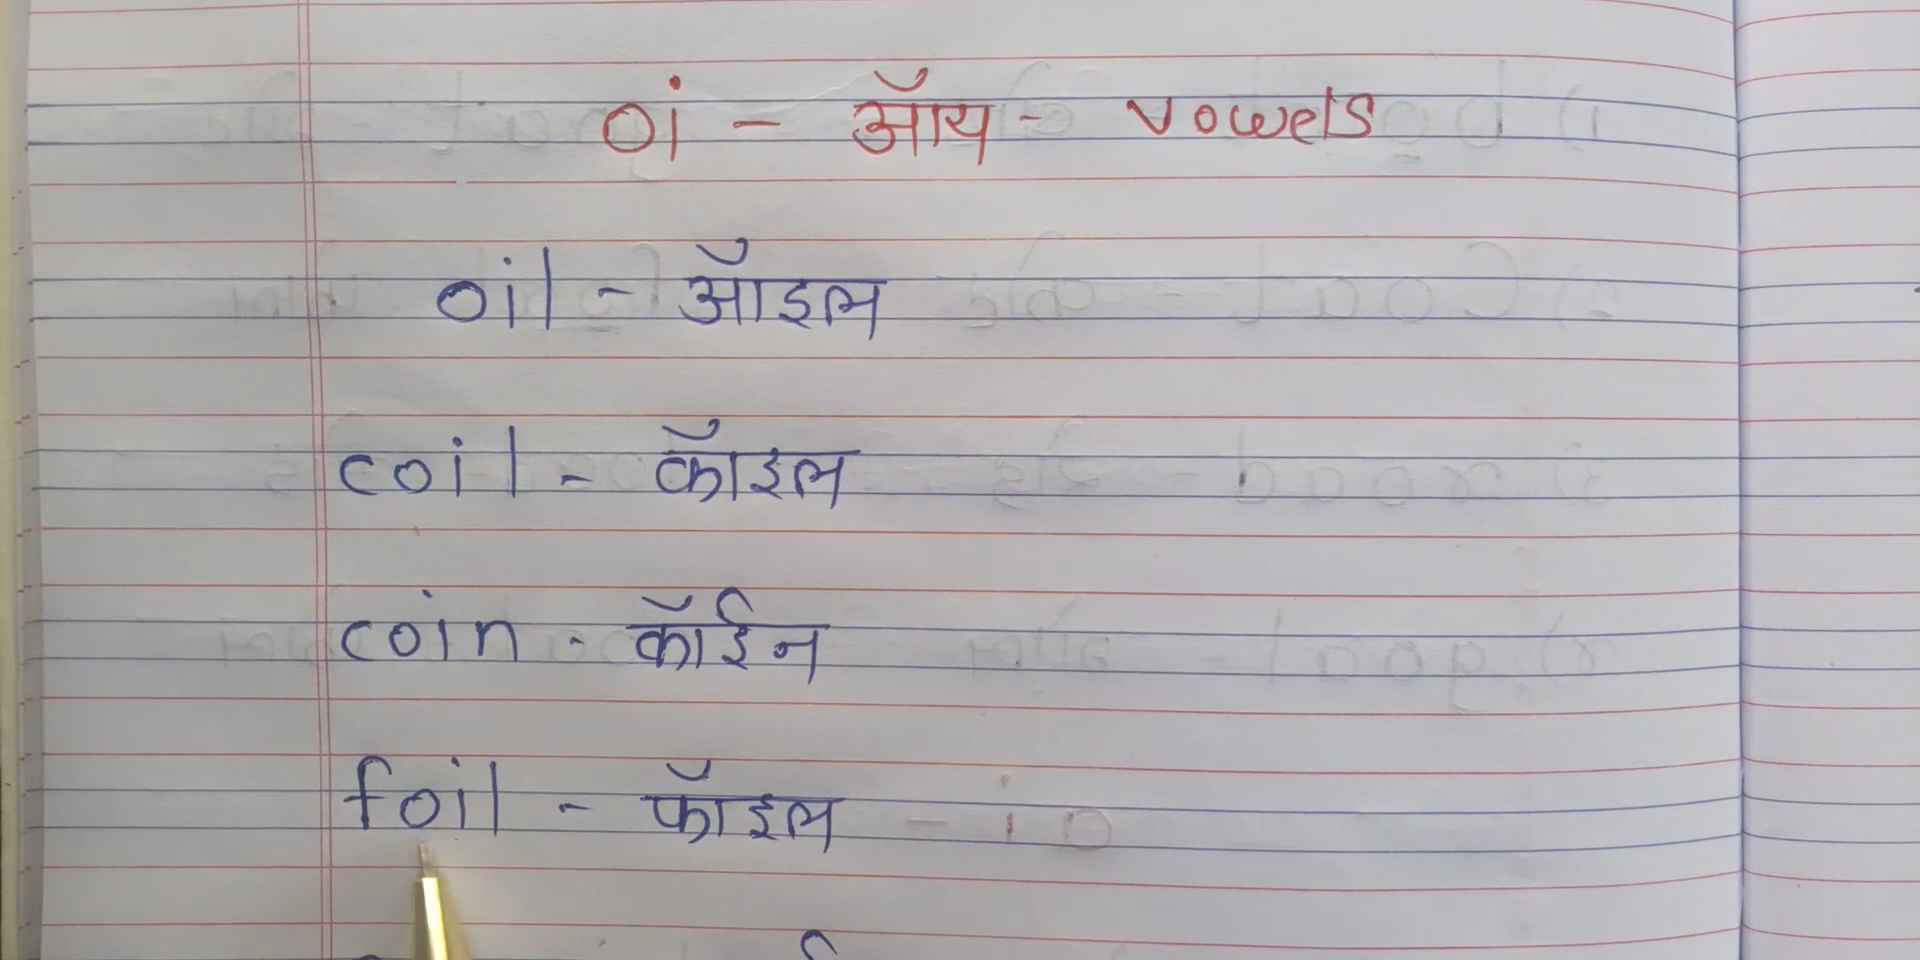 oi - ऑय - vowels
oil - ऑइल
coil - कॉइल
coin - कॉईन
foil - फॉइल